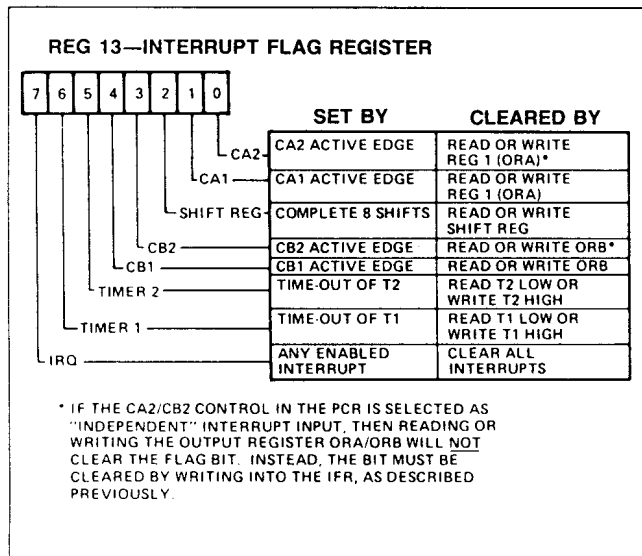 REG 13—INTERRUPT FLAG REGISTER
7 6 5 4 3 2 1 0
SET BY CLEARED BY
CA2 CA2 ACTIVE EDGE READ OR WRITE
REG 1 (ORA)*
CA1 CA1 ACTIVE EDGE READ OR WRITE
REG 1 (ORA)
SHIFT REG COMPLETE 8 SHIFTS READ OR WRITE
SHIFT REG
CB2 CB2 ACTIVE EDGE READ OR WRITE ORB*
CB1 CB1 ACTIVE EDGE READ OR WRITE ORB
TIMER 2 TIME-OUT OF T2 READ T2 LOW OR
WRITE T2 HIGH
TIMER 1 TIME-OUT OF T1 READ T1 LOW OR
WRITE T1 HIGH
IRQ ANY ENABLED CLEAR ALL
INTERRUPT INTERRUPTS
* IF THE CA2/CB2 CONTROL IN THE PCR IS SELECTED AS
"INDEPENDENT" INTERRUPT INPUT, THEN READING OR
WRITING THE OUTPUT REGISTER ORA/ORB WILL NOT
CLEAR THE FLAG BIT. INSTEAD, THE BIT MUST BE
CLEARED BY WRITING INTO THE IFR, AS DESCRIBED
PREVIOUSLY.